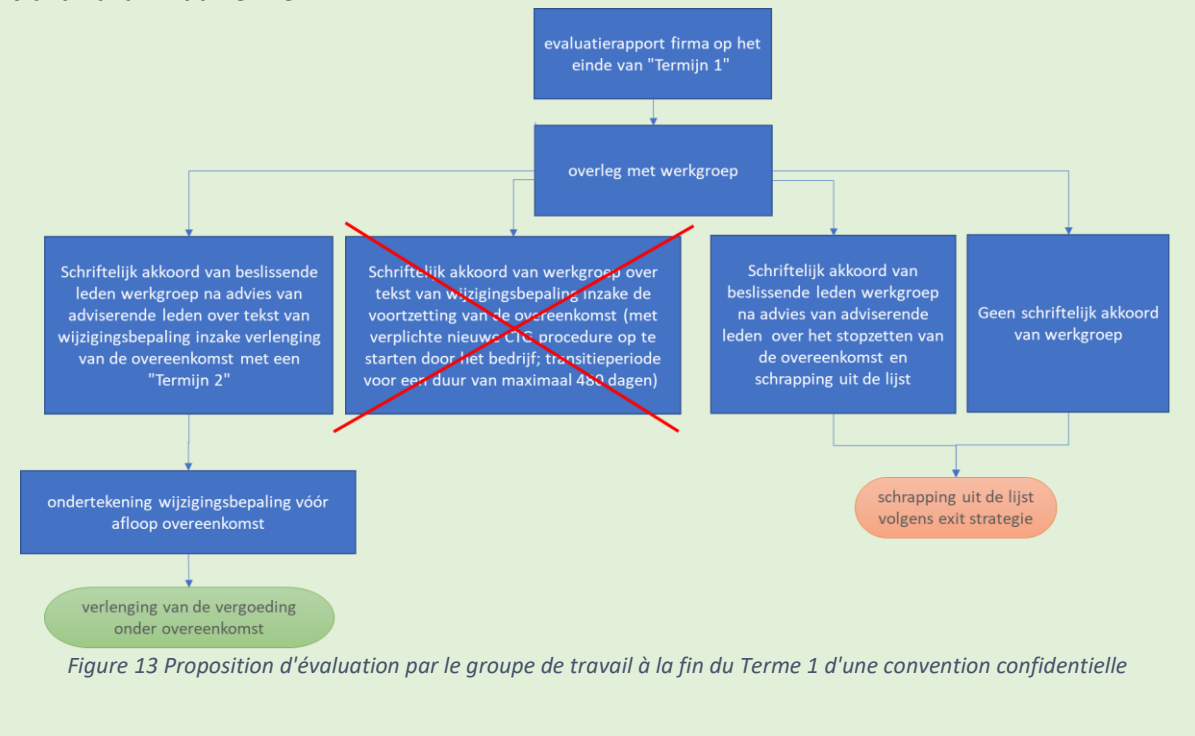 evaluatierapport firma op het
einde van "Termijn 1"
overleg met werkgroep
Schriftelijk akkoord van beslissende
leden werkgroep na advies van
adviserende leden over tekst van
wijzigingsbepaling inzake verlenging
van de overeenkomst met een
"Termijn 2"
Schriftelijk akkoord van werkgroep over
tekst van wijzigingsbepaling inzake de
voortzetting van de overeenkomst (met
verplichte nieuwe CTG procedure op te
starten door het bedrijf; transitieperiode
voor een duur van maximaal 480 dagen)
Schriftelijk akkoord van
beslissende leden werkgroep
na advies van adviserende
leden over het stopzetten van
de overeenkomst en
schrapping uit de lijst
Geen schriftelijk akkoord
van werkgroep
ondertekening wijzigingsbepaling vóór
afloop overeenkomst
schrapping uit de lijst
volgens exit strategie
verlenging van de vergoeding
onder overeenkomst
Figure 13 Proposition d'évaluation par le groupe de travail à la fin du Terme 1 d'une convention confidentielle